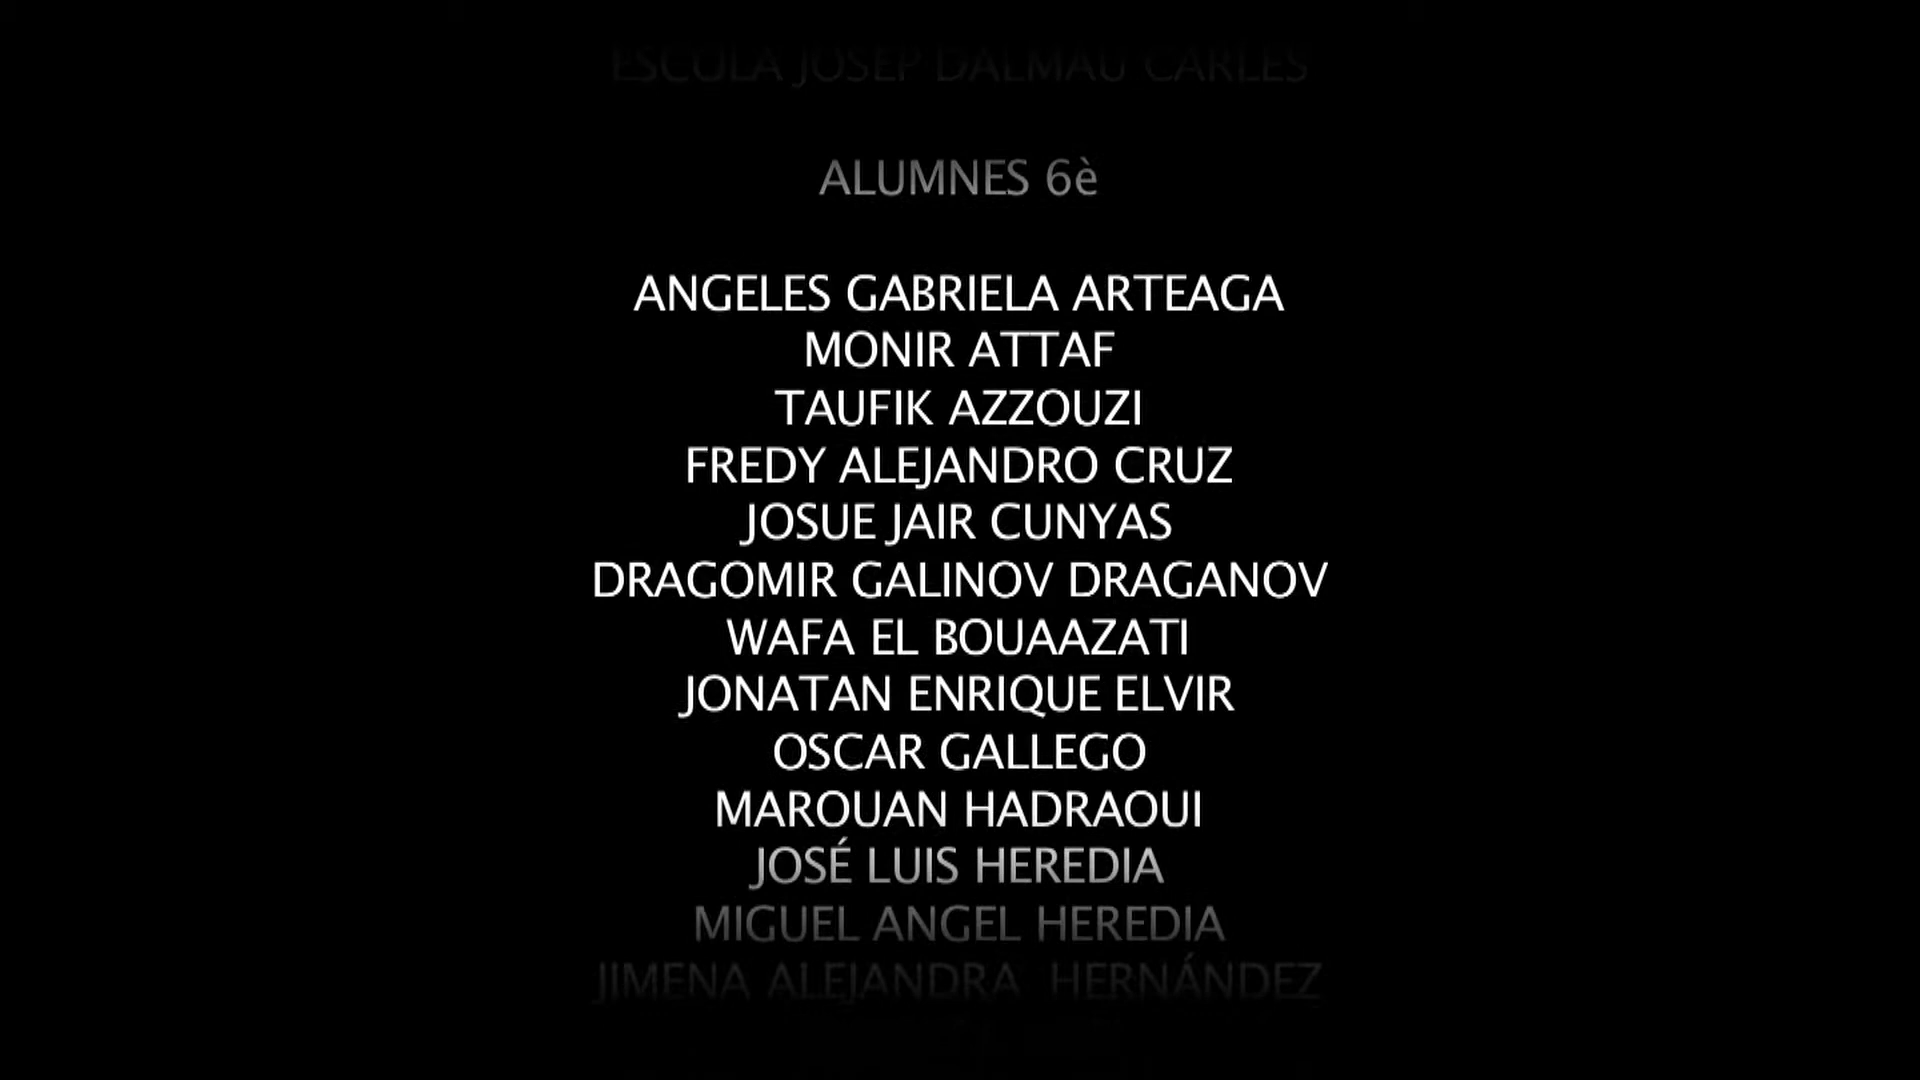 ESCOLA JOSEP DALMAU CARLES
ALUMNES 6è
ANGELES GABRIELA ARTEAGA
MONIR ATTAF
TAUFIK AZZOUZI
FREDY ALEJANDRO CRUZ
JOSUE JAIR CUNYAS
DRAGOMIR GALINOV DRAGANOV
WAFA EL BOUAAZATI
JONATAN ENRIQUE ELVIR
OSCAR GALLEGO
MAROUAN HADRAOUI
JOSÉ LUIS HEREDIA
MIGUEL ANGEL HEREDIA
JIMENA ALEJANDRA HERNÁNDEZ